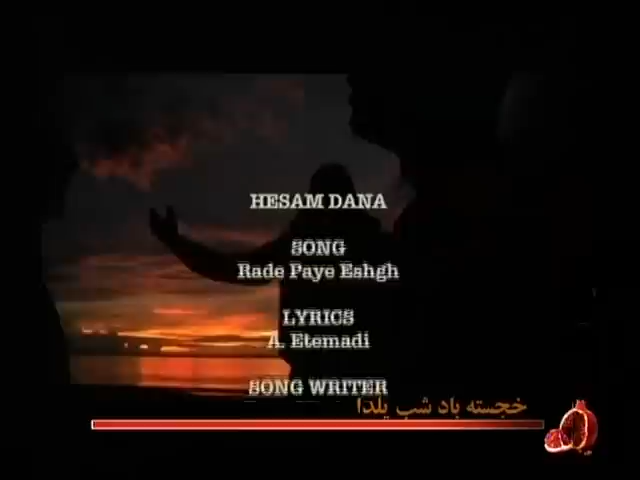 HESAM DANA
SONG
Rade Paye Eshgh
LYRICS
A. Etemadi
SONG WRITER
خجسته باد شب یلدا